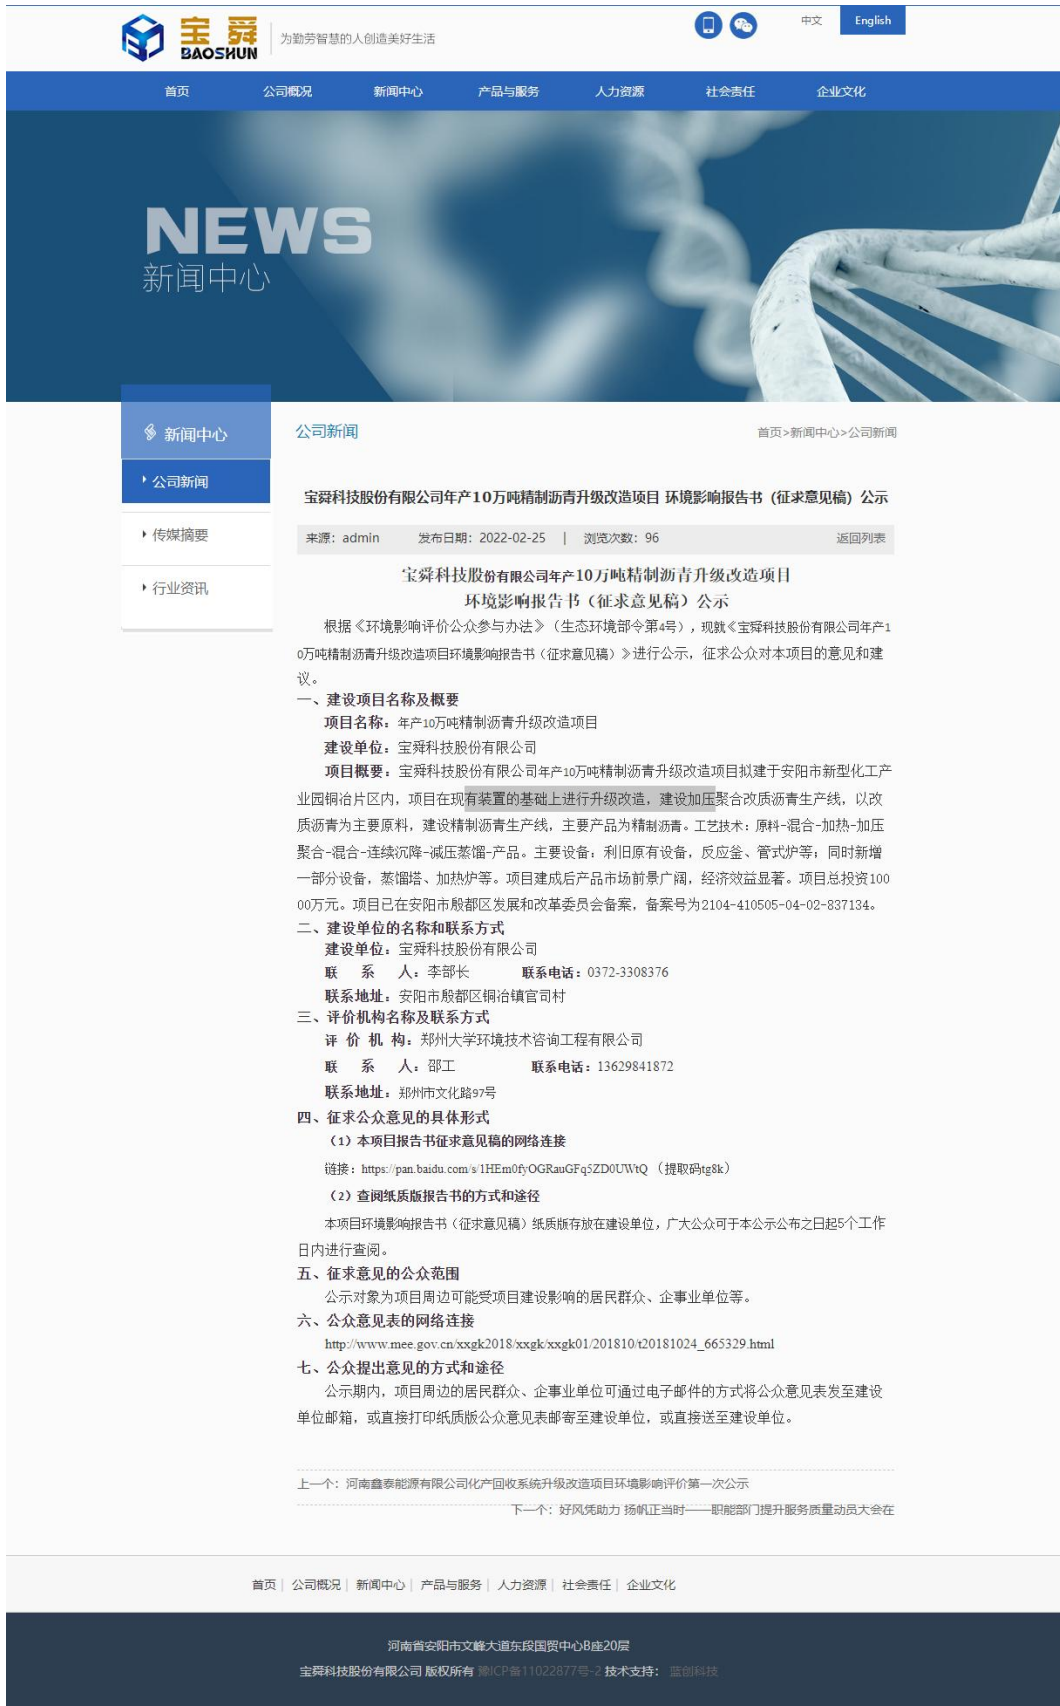 宝舜
BAOSHUN
为勤劳智慧的人创造美好生活
中文 English
首页 公司概况 新闻中心 产品与服务 人力资源 社会责任 企业文化
NEWS
新闻中心
新闻中心
公司新闻
传媒摘要
行业资讯
公司新闻 首页>新闻中心>公司新闻
宝舜科技股份有限公司年产10万吨精制沥青升级改造项目 环境影响报告书（征求意见稿）公示
来源：admin 发布日期：2022-02-25 | 浏览次数：96 返回列表
宝舜科技股份有限公司年产10万吨精制沥青升级改造项目
环境影响报告书（征求意见稿）公示
根据《环境影响评价公众参与办法》（生态环境部令第4号），现就《宝舜科技股份有限公司年产1
0万吨精制沥青升级改造项目环境影响报告书（征求意见稿）》进行公示，征求公众对本项目的意见和建
议。
一、建设项目名称及概要
项目名称：年产10万吨精制沥青升级改造项目
建设单位：宝舜科技股份有限公司
项目概要：宝舜科技股份有限公司年产10万吨精制沥青升级改造项目拟建于安阳市新型化工产
业园铜冶片区内，项目在现有装置的基础上进行升级改造，建设加压聚合改质沥青生产线，以改
质沥青为主要原料，建设精制沥青生产线，主要产品为精制沥青。工艺技术：原料-混合-加热-加压
聚合-混合-连续沉降-减压蒸馏-产品。主要设备：利旧原有设备，反应釜、管式炉等；同时新增
一部分设备，蒸馏塔、加热炉等。项目建成后产品市场前景广阔，经济效益显著。项目总投资100
00万元。项目已在安阳市殷都区发展和改革委员会备案，备案号为2104-410505-04-02-837134。
二、建设单位的名称和联系方式
建设单位：宝舜科技股份有限公司
联 系 人：李部长 联系电话：0372-3308376
联系地址：安阳市殷都区铜冶镇官司村
三、评价机构名称及联系方式
评 价 机 构：郑州大学环境技术咨询工程有限公司
联 系 人：邵工 联系电话：13629841872
联系地址：郑州市文化路97号
四、征求公众意见的具体形式
（1）本项目报告书征求意见稿的网络连接
链接：https://pan.baidu.com/s/1HEm0fyOGRauGFq5ZD0UWtQ （提取码tg8k）
（2）查阅纸质版报告书的方式和途径
本项目环境影响报告书（征求意见稿）纸质版存放在建设单位，广大公众可于本公示公布之日起5个工作
日内进行查阅。
五、征求意见的公众范围
公示对象为项目周边可能受项目建设影响的居民群众、企事业单位等。
六、公众意见表的网络连接
http://www.mee.gov.cn/xxgk2018/xxgk/xxgk01/201810/t20181024_665329.html
七、公众提出意见的方式和途径
公示期内，项目周边的居民群众、企事业单位可通过电子邮件的方式将公众意见表发至建设
单位邮箱，或直接打印纸质版公众意见表邮寄至建设单位，或直接送至建设单位。
上一个：河南鑫泰能源有限公司化产回收系统升级改造项目环境影响评价第一次公示
下一个：好风凭助力 扬帆正当时——职能部门提升服务质量动员大会在
首页| 公司概况| 新闻中心| 产品与服务| 人力资源| 社会责任| 企业文化
河南省安阳市文峰大道东段国贸中心B座20层
宝舜科技股份有限公司 版权所有 豫ICP备11022877号-2 技术支持： 蓝创科技